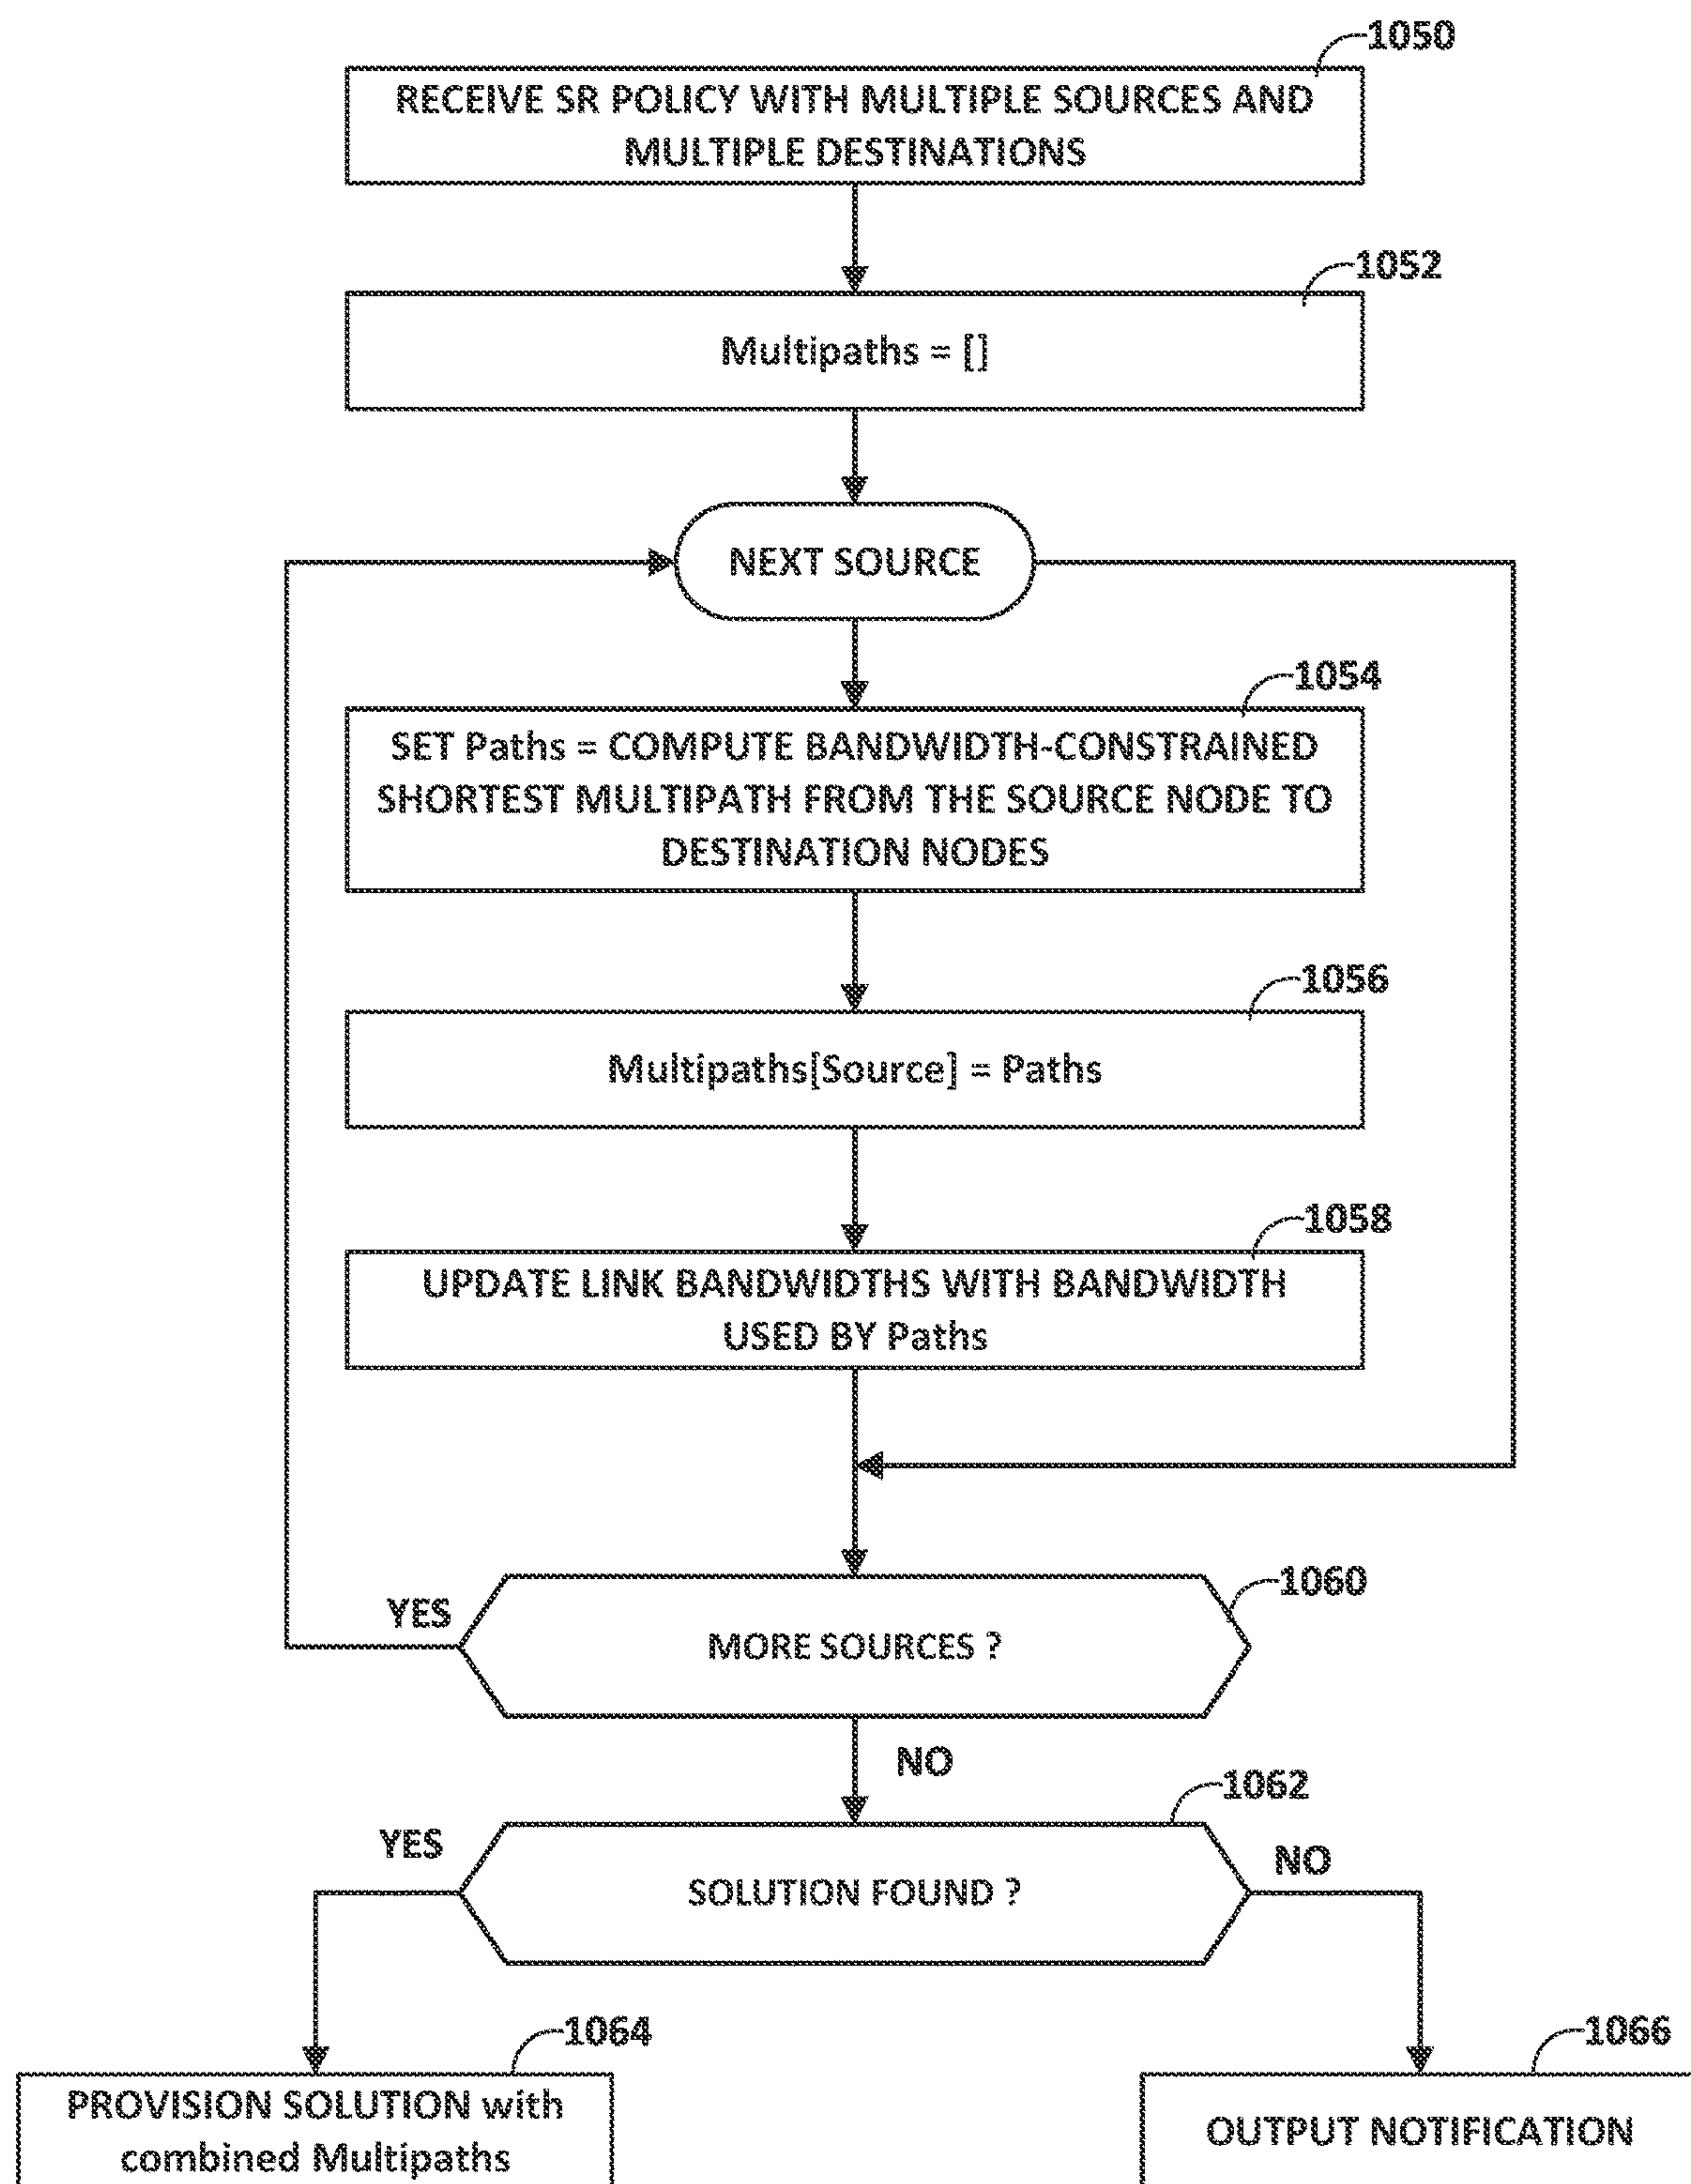 1050
RECEIVE SR POLICY WITH MULTIPLE SOURCES AND
MULTIPLE DESTINATIONS
1052
Multipaths = []
NEXT SOURCE
1054
SET Paths = COMPUTE BANDWIDTH-CONSTRAINED
SHORTEST MULTIPATH FROM THE SOURCE NODE TO
DESTINATION NODES
1056
Multipaths[Source] = Paths
1058
UPDATE LINK BANDWIDTHS WITH BANDWIDTH
USED BY Paths
1060
YES
MORE SOURCES ?
NO
1062
YES
SOLUTION FOUND ?
NO
1064
PROVISION SOLUTION with
combined Multipaths
1066
OUTPUT NOTIFICATION